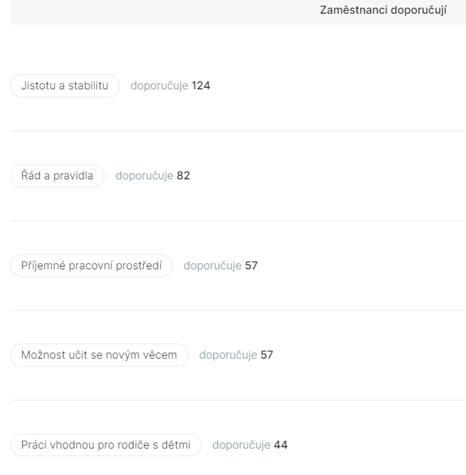 Zaměstnanci doporučují
Jistotu a stabilitu doporučuje 124
Řád a pravidla doporučuje 82
Příjemné pracovní prostředí doporučuje 57
Možnost učit se novým věcem doporučuje 57
Práci vhodnou pro rodiče s dětmi doporučuje 44